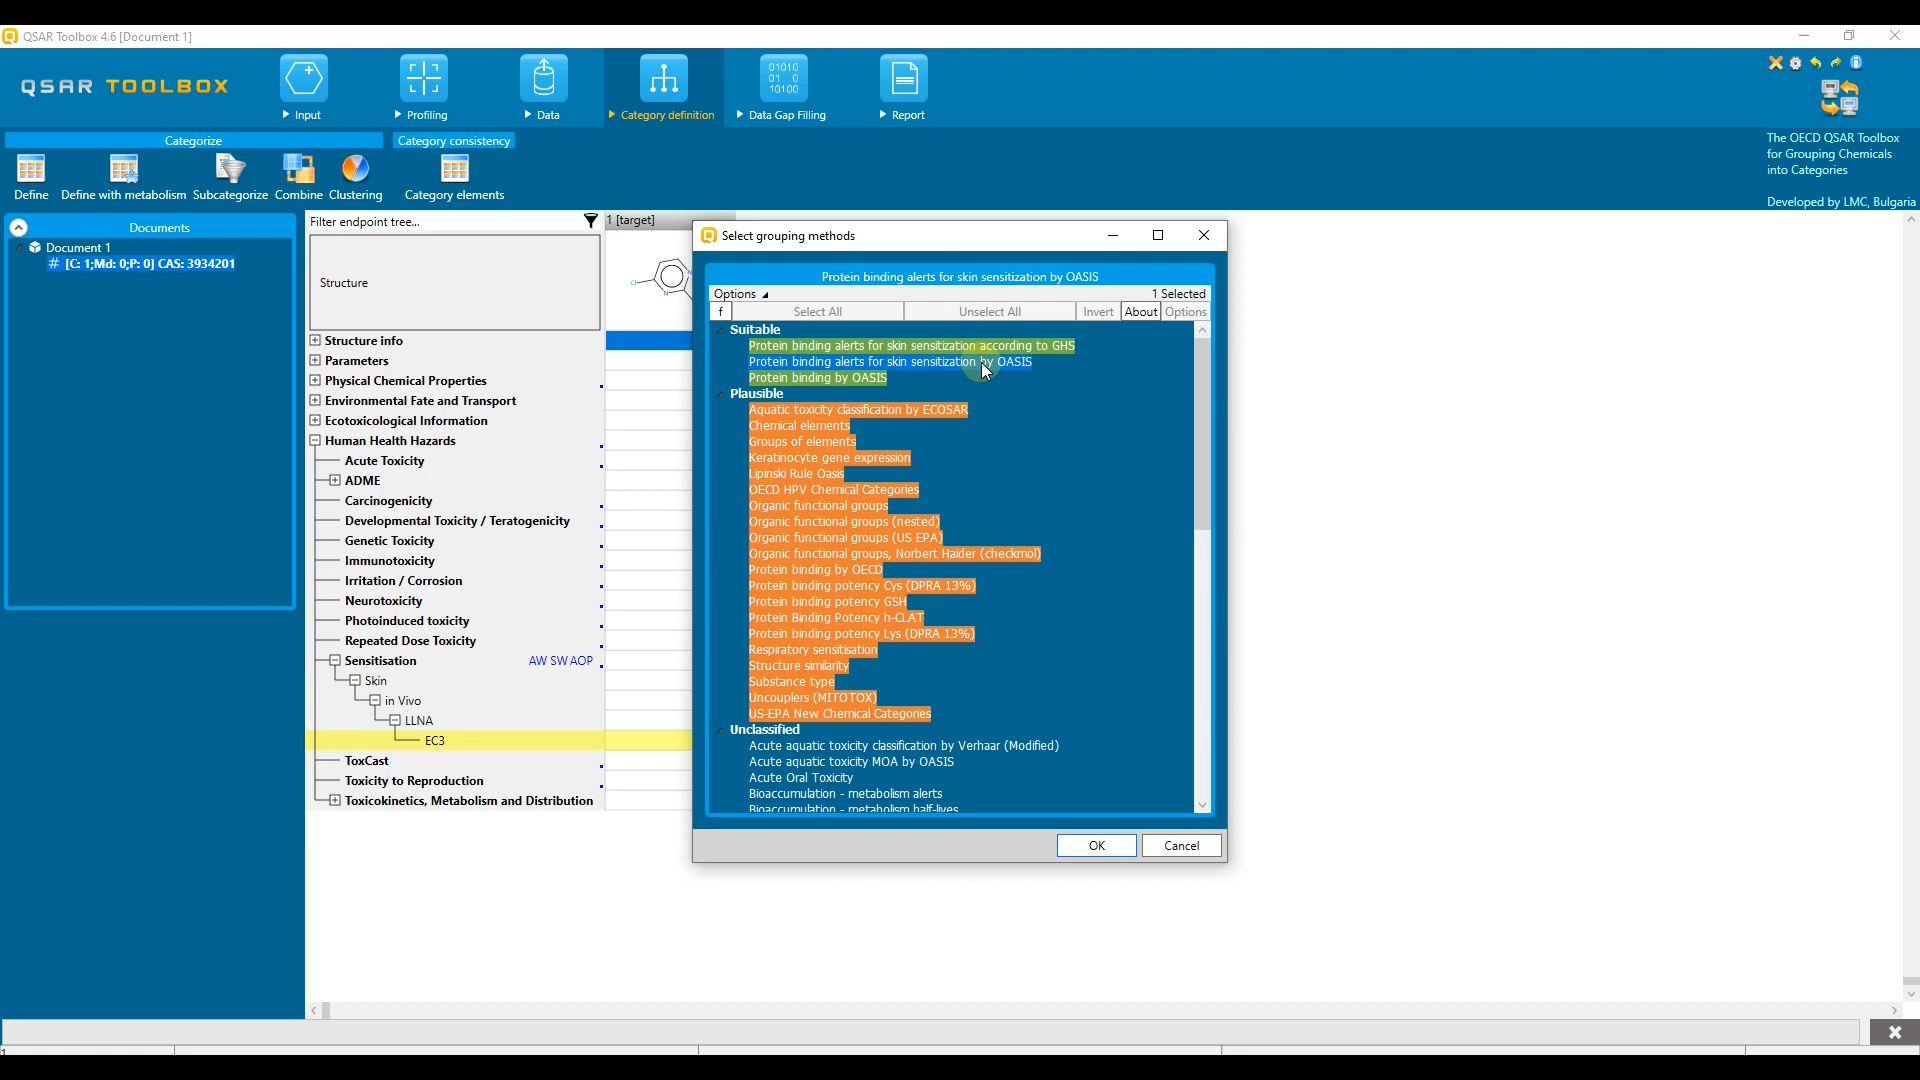 QSAR Toolbox 4.6 [Document 1]
QSAR TOOLBOX
Input
Profiling
Data
Category definition
01010
01 0
10100
Data Gap Filling
Report
Categorize
Category consistency
Define
Define with metabolism
Subcategorize
Combine
Clustering
Category elements
The OECD QSAR Toolbox
for Grouping Chemicals
into Categories
Developed by LMC, Bulgaria
Documents
Document 1
# [C: 1;Md: 0;P: 0] CAS: 3934201
Filter endpoint tree...
1 [target]
Structure
Structure info
Parameters
Physical Chemical Properties
Environmental Fate and Transport
Ecotoxicological Information
Human Health Hazards
Acute Toxicity
ADME
Carcinogenicity
Developmental Toxicity / Teratogenicity
Genetic Toxicity
Immunotoxicity
Irritation / Corrosion
Neurotoxicity
Photoinduced toxicity
Repeated Dose Toxicity
Sensitisation AW SW AOP
Skin
in Vivo
LLNA
EC3
ToxCast
Toxicity to Reproduction
Toxicokinetics, Metabolism and Distribution
Select grouping methods
Protein binding alerts for skin sensitization by OASIS
Options 1 Selected
f Select All Unselect All Invert About Options
Suitable
Protein binding alerts for skin sensitization according to GHS
Protein binding alerts for skin sensitization by OASIS
Protein binding by OASIS
Plausible
Aquatic toxicity classification by ECOSAR
Chemical elements
Groups of elements
Keratinocyte gene expression
Lipinski Rule Oasis
OECD HPV Chemical Categories
Organic functional groups
Organic functional groups (nested)
Organic functional groups (US EPA)
Organic functional groups, Norbert Haider (checkmol)
Protein binding by OECD
Protein binding potency Cys (DPRA 13%)
Protein binding potency GSH
Protein Binding Potency h-CLAT
Protein binding potency Lys (DPRA 13%)
Respiratory sensitisation
Structure similarity
Substance type
Uncouplers (MITOTOX)
US-EPA New Chemical Categories
Unclassified
Acute aquatic toxicity classification by Verhaar (Modified)
Acute aquatic toxicity MOA by OASIS
Acute Oral Toxicity
Bioaccumulation - metabolism alerts
Bioaccumulation - metabolism half-lives
OK
Cancel
1